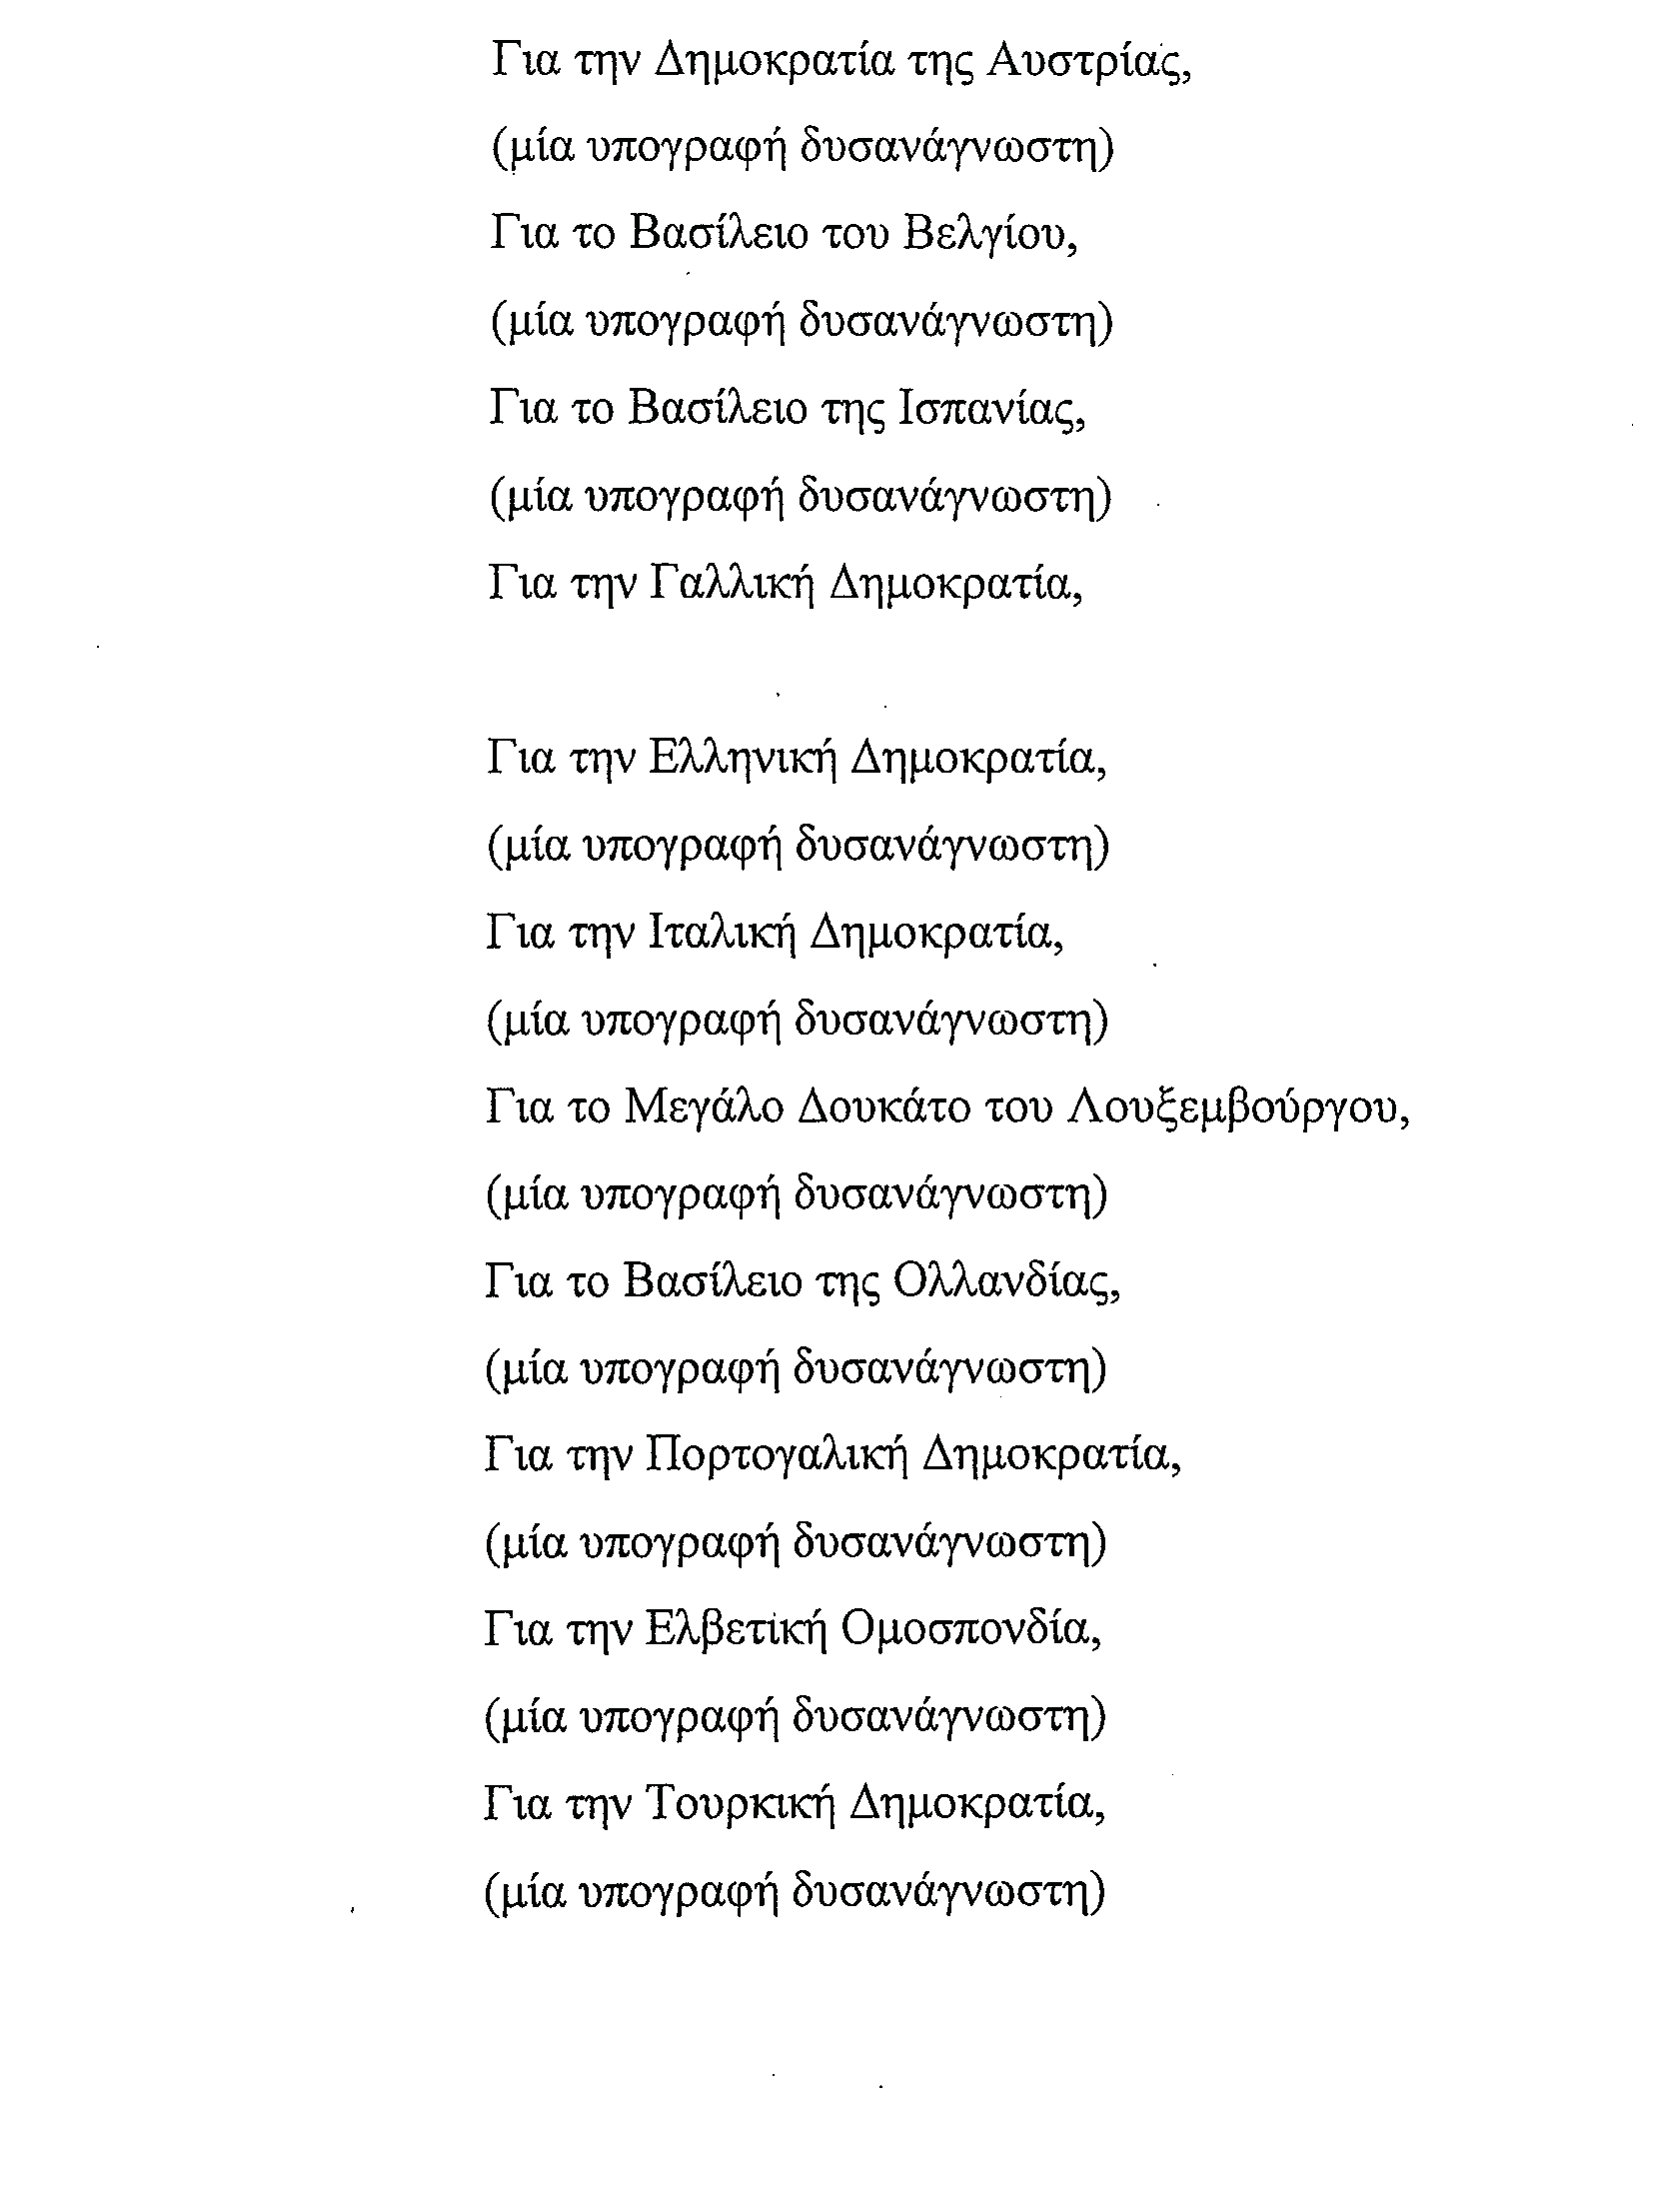 Για την Δημοκρατία της Αυστρίας,
(μία υπογραφή δυσανάγνωστη)
Για το Βασίλειο του Βελγίου,
(μία υπογραφή δυσανάγνωστη)
Για το Βασίλειο της Ισπανίας,
(μία υπογραφή δυσανάγνωστη)
Για την Γαλλική Δημοκρατία,
Για την Ελληνική Δημοκρατία,
(μία υπογραφή δυσανάγνωστη)
Για την Ιταλική Δημοκρατία,
(μία υπογραφή δυσανάγνωστη)
Για το Μεγάλο Δουκάτο του Λουξεμβούργου,
(μία υπογραφή δυσανάγνωστη)
Για το Βασίλειο της Ολλανδίας,
(μία υπογραφή δυσανάγνωστη)
Για την Πορτογαλική Δημοκρατία,
(μία υπογραφή δυσανάγνωστη)
Για την Ελβετική Ομοσπονδία,
(μία υπογραφή δυσανάγνωστη)
Για την Τουρκική Δημοκρατία,
(μία υπογραφή δυσανάγνωστη)